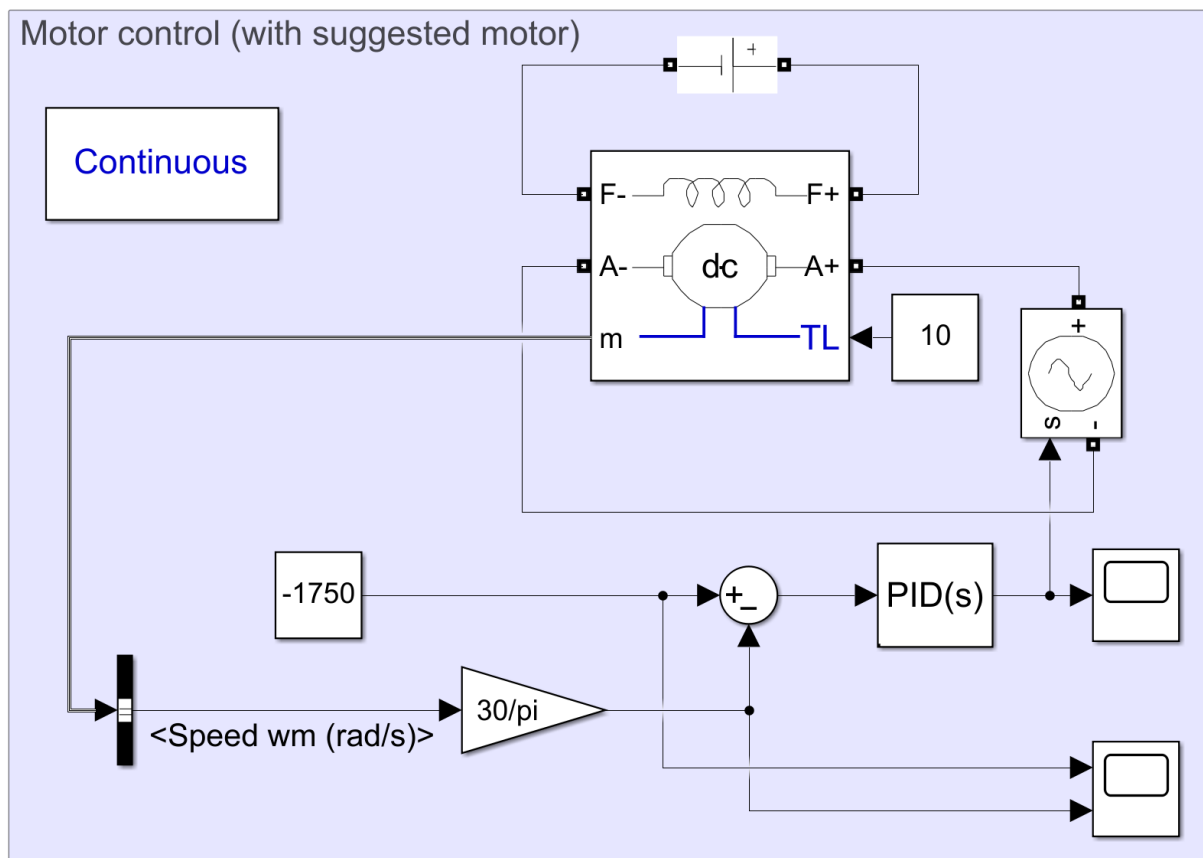 Motor control (with suggested motor)
+
Continuous
F-
F+
A-
dc
A+
m
TL
10
+
s
-
-1750
+
-
PID(s)
30/pi
<Speed wm (rad/s)>